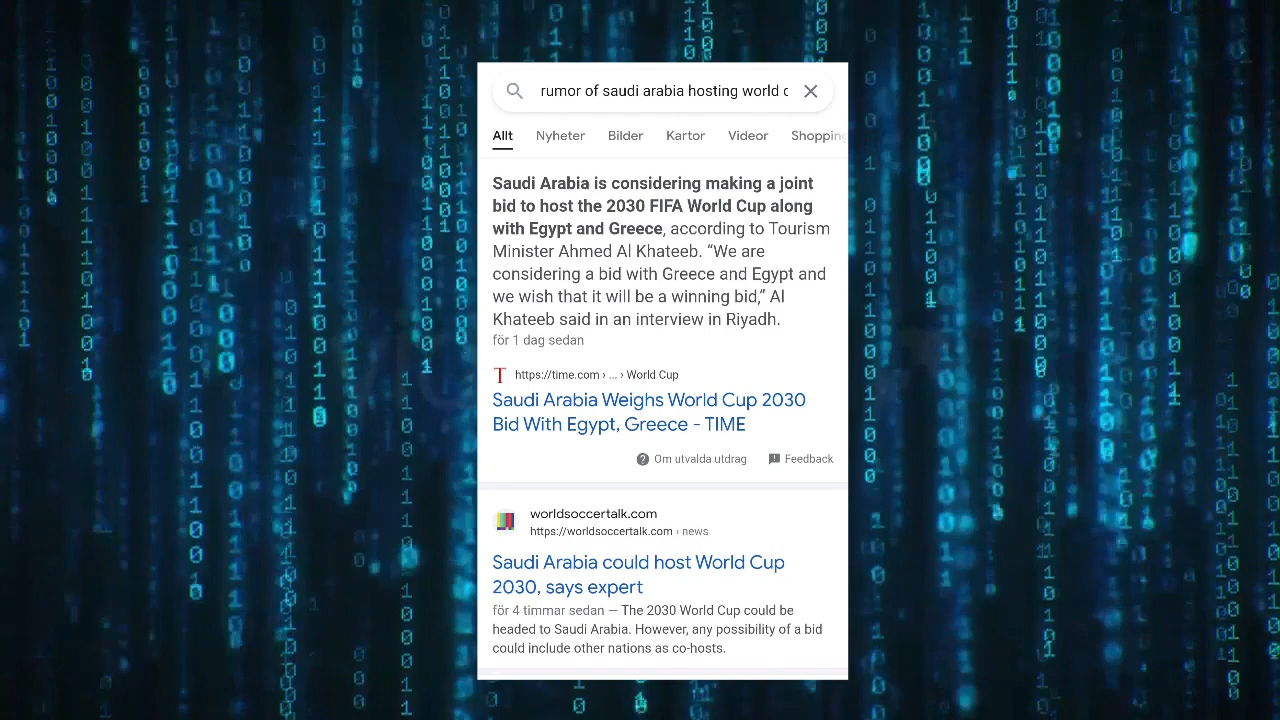 rumor of saudi arabia hosting world c
Allt Nyheter Bilder Kartor Videor Shopping
Saudi Arabia is considering making a joint
bid to host the 2030 FIFA World Cup along
with Egypt and Greece, according to Tourism
Minister Ahmed Al Khateeb. “We are
considering a bid with Greece and Egypt and
we wish that it will be a winning bid,” Al
Khateeb said in an interview in Riyadh.
för 1 dag sedan
T https://time.com › ... › World Cup
Saudi Arabia Weighs World Cup 2030
Bid With Egypt, Greece - TIME
Om utvalda utdrag Feedback
worldsoccertalk.com
https://worldsoccertalk.com › news
Saudi Arabia could host World Cup
2030, says expert
för 4 timmar sedan — The 2030 World Cup could be
headed to Saudi Arabia. However, any possibility of a bid
could include other nations as co-hosts.